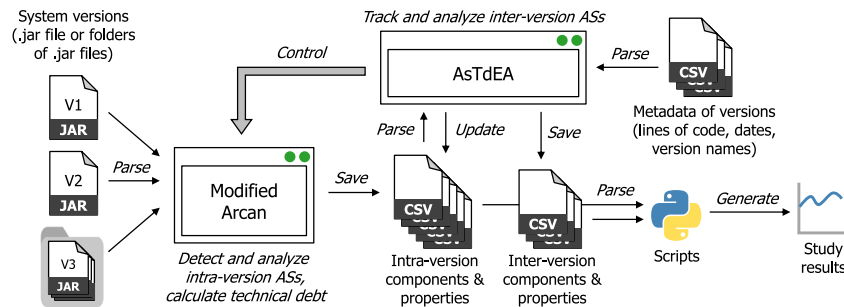 System versions
(.jar file or folders
of .jar files)
V1
JAR
V2
JAR
V3
JAR
Parse
Control
Modified
Arcan
Detect and analyze
intra-version ASs,
calculate technical debt
Track and analyze inter-version ASs
AsTdEA
Parse
CSV
Metadata of versions
(lines of code, dates,
version names)
Parse
Update
Save
Save
CSV
Intra-version
components &
properties
CSV
Inter-version
components &
properties
Parse
Scripts
Generate
Study
results